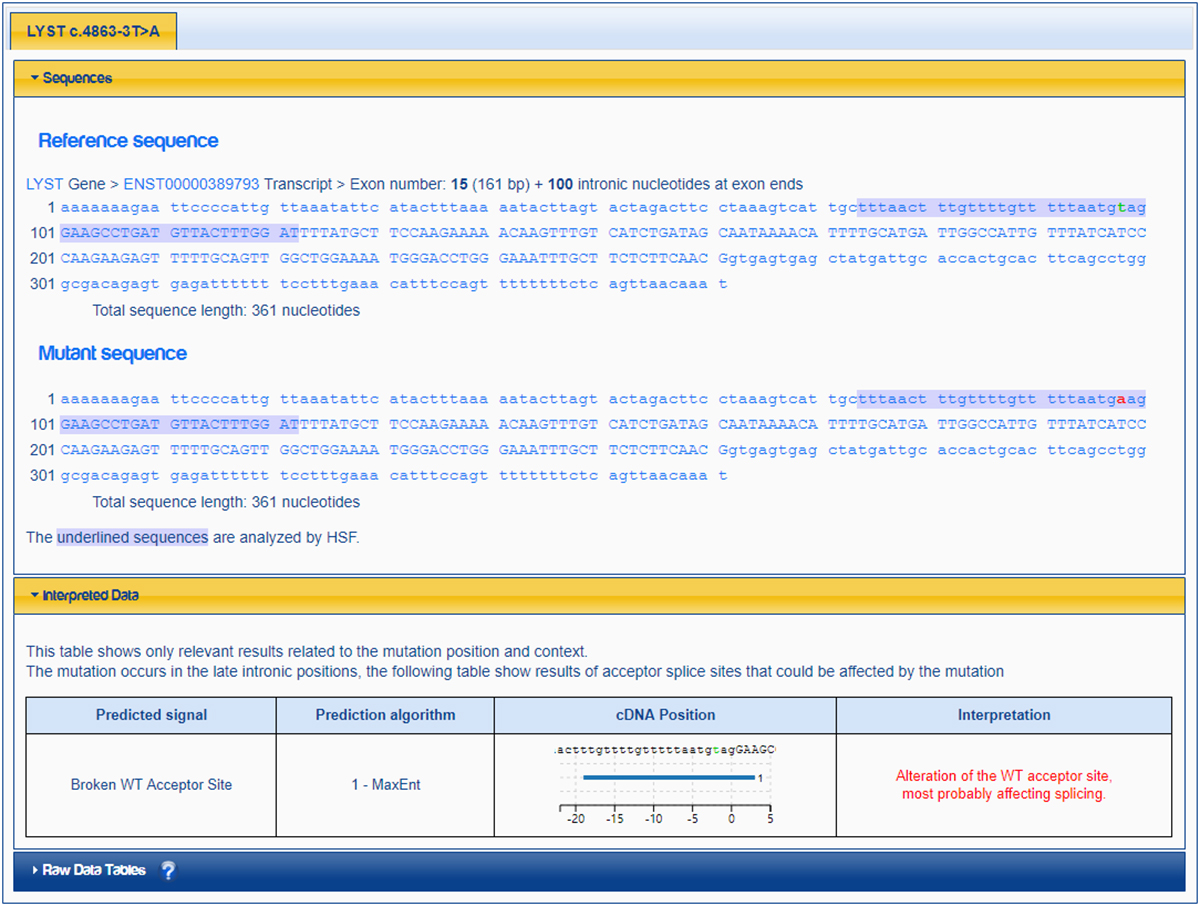 LYST c.4863-3T>A
Sequences
Reference sequence
LYST Gene > ENST00000389793 Transcript > Exon number: 15 (161 bp) + 100 intronic nucleotides at exon ends
1 aaaaaaagaa ttccccattg ttaaatattc atactttaaa aatacttagt actagacttc ctaaagtcat tgctttaact ttgttttgtt tttaatgtag
101 GAAGCCTGAT GTTACTTTGG ATTTTATGCT TCCAAGAAAA ACAAGTTTGT CATCTGATAG CAATAAAACA TTTTGCATGA TTGGCCATTG TTTATCATCC
201 CAAGAAGAGT TTTTGCAGTT GGCTGGAAAA TGGGACCTGG GAAATTTGCT TCTCTTCAAC Ggtgagtgagctatgattgc accactgcac ttcagcctgg
301 gcgacagagt gagatttttt tcctttgaaa catttccagt tttttttctc agttaacaaa t
Total sequence length: 361 nucleotides
Mutant sequence
1 aaaaaaagaa ttccccattg ttaaatattc atactttaaa aatacttagt actagacttc ctaaagtcat tgctttaact ttgttttgtt tttaatgaag
101 GAAGCCTGAT GTTACTTTGG ATTTTATGCT TCCAAGAAAA ACAAGTTTGT CATCTGATAG CAATAAAACA TTTTGCATGA TTGGCCATTG TTTATCATCC
201 CAAGAAGAGT TTTTGCAGTT GGCTGGAAAA TGGGACCTGG GAAATTTGCT TCTCTTCAAC Ggtgagtgagctatgattgc accactgcac ttcagcctgg
301 gcgacagagt gagatttttt tcctttgaaa catttccagt tttttttctc agttaacaaa t
Total sequence length: 361 nucleotides
The underlined sequences are analyzed by HSF.
Interpreted Data
This table shows only relevant results related to the mutation position and context.
The mutation occurs in the late intronic positions, the following table show results of acceptor splice sites that could be affected by the mutation
Predicted signal Prediction algorithm cDNA Position Interpretation
Broken WT Acceptor Site 1 - MaxEnt
actttgttttgtttttaatgtagGAAGC
1
-20 -15 -10 -5 0 5
Alteration of the WT acceptor site,
most probably affecting splicing.
Raw Data Tables ?